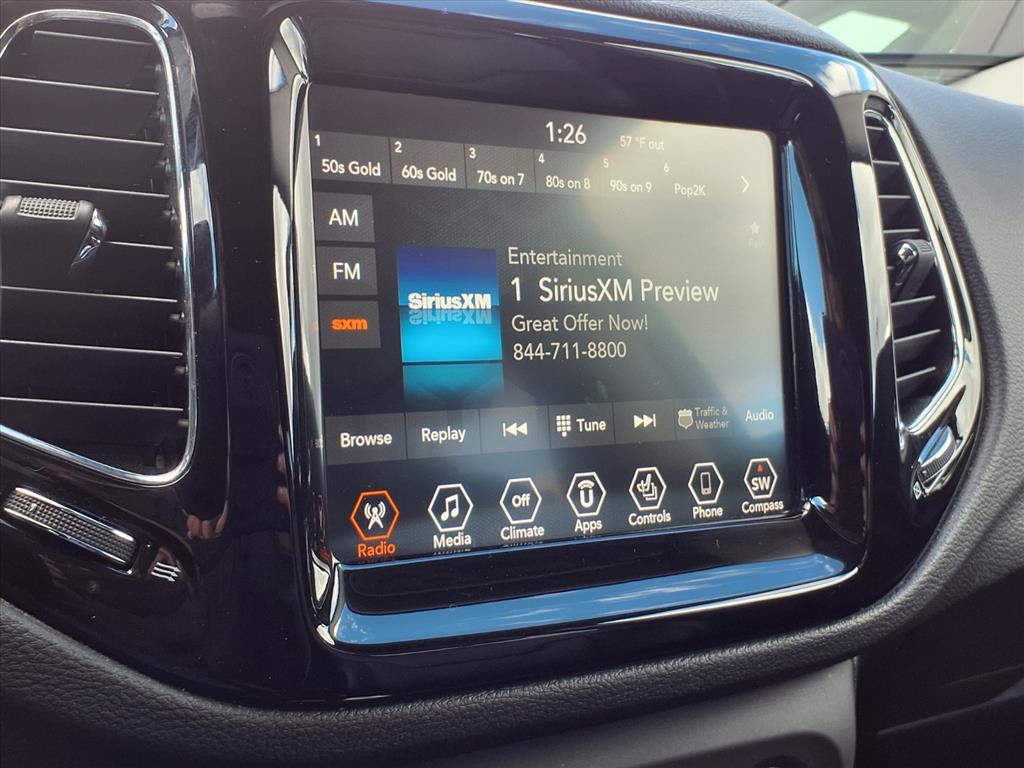 1:26
57 °F out
1
50s Gold
2
60s Gold
3
70s on 7
4
80s on 8
5
90s on 9
6
Pop2K
AM
FM
sxm
SiriusXM
Entertainment
1 SiriusXM Preview
Great Offer Now!
844-711-8800
Fav
Browse
Replay
Tune
Traffic &
Weather
Audio
Radio
Media
Off
Climate
Apps
Controls
Phone
SW
Compass